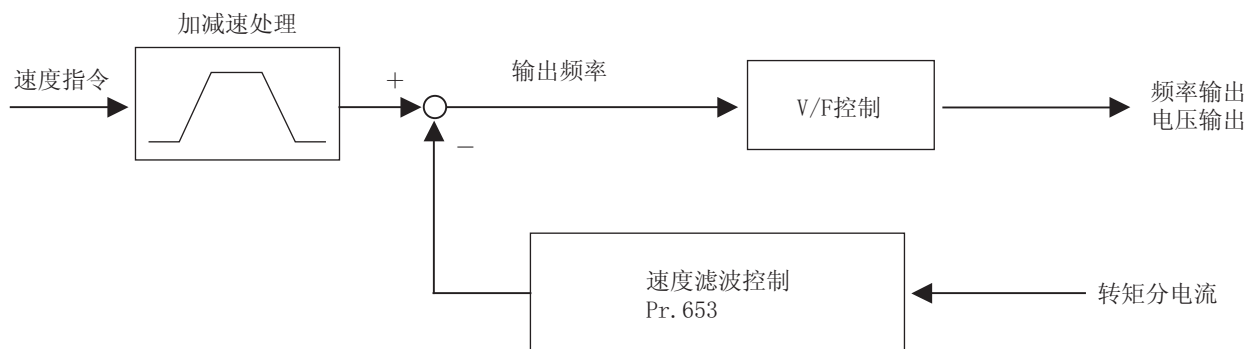 加减速处理
速度指令
+
输出频率
V/F控制
频率输出
电压输出
−
速度滤波控制
Pr.653
转矩分电流